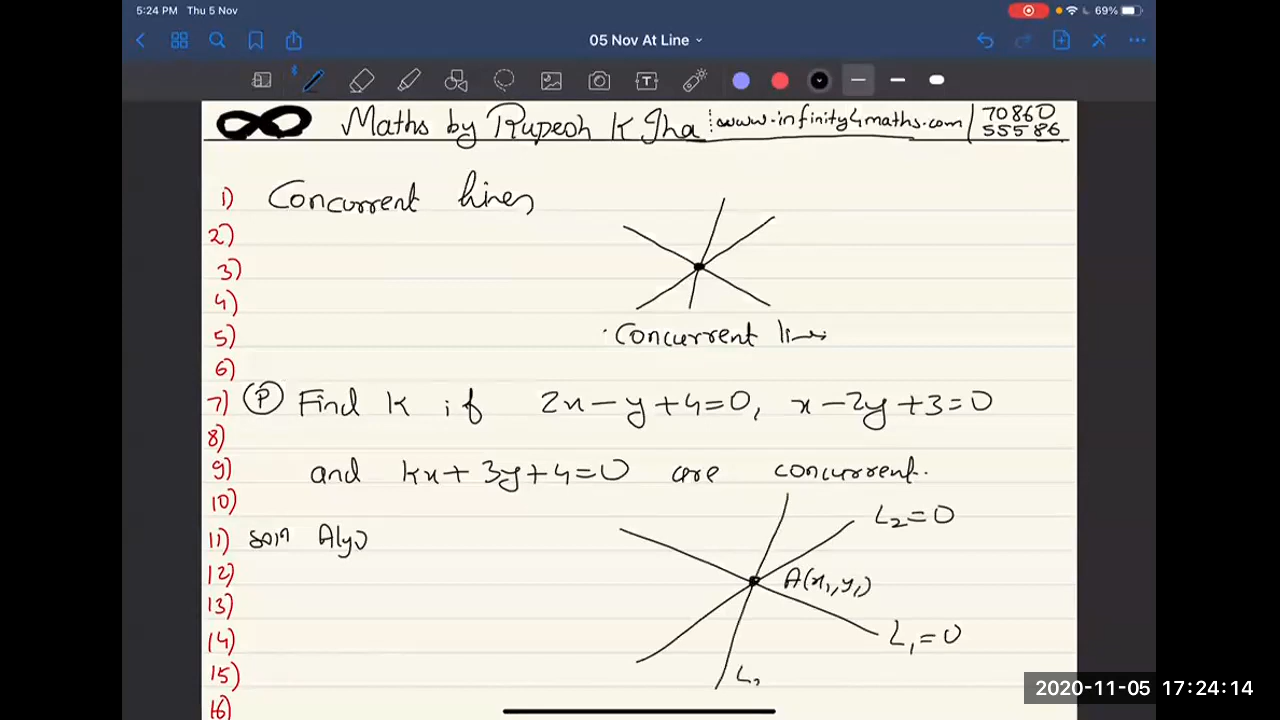 5:24 PM Thu 5 Nov 69%
05 Nov At Line
Maths by Rupesh K Jha www.infinity4maths.com 70860 55586
1) Concurrent lines
2)
3)
4)
5) Concurrent lines
6)
7) P Find K if 2x-y+4=0, x-2y+3=0
8)
9) and kx+3y+4=0 are concurrent.
10)
L₂=0
11) Soln Algo
12) A(x₁,y₁)
13)
14) L₁=0
15)
16)
2020-11-05 17:24:14